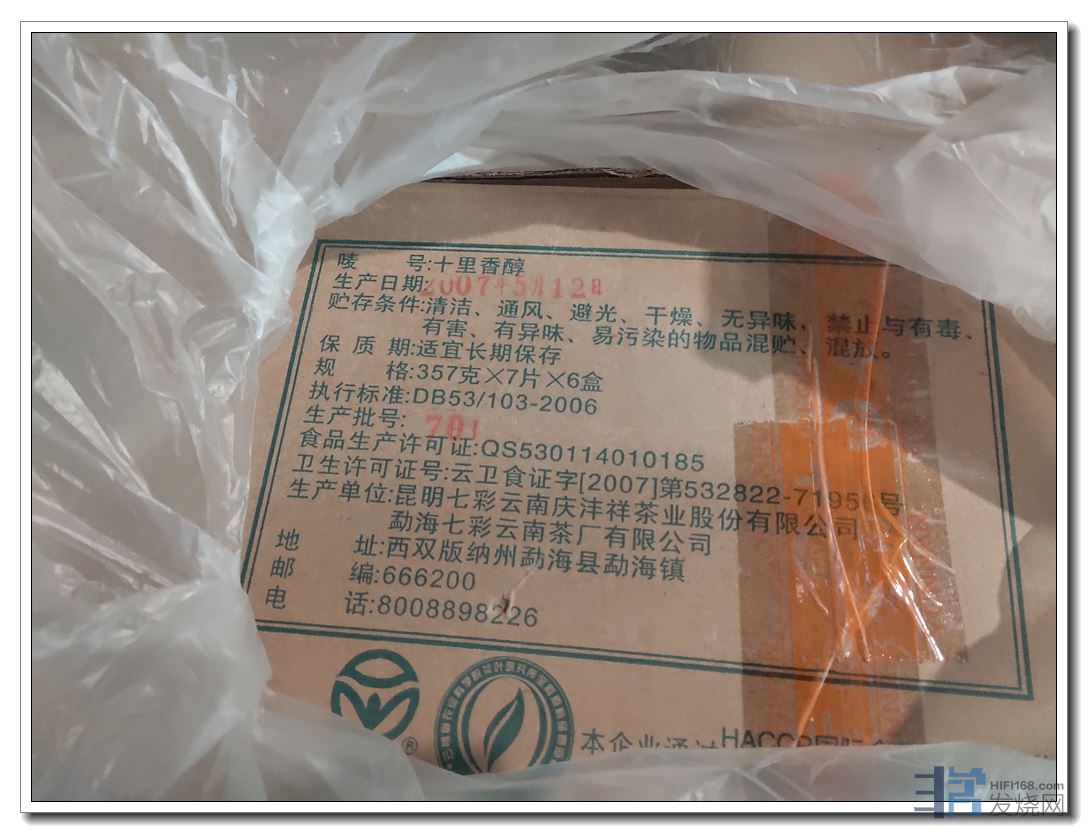 唛 号:十里香醇
生产日期:2007年5月12日
贮存条件:清洁、通风、避光、干燥、无异味、禁止与有毒、
有害、有异味、易污染的物品混贮、混放。
保 质 期:适宜长期保存
规 格:357克×7片×6盒
执行标准:DB53/103-2006
生产批号: 701
食品生产许可证:QS530114010185
卫生许可证号:云卫食证字[2007]第532822-7195号
生产单位:昆明七彩云南庆沣祥茶业股份有限公司
勐海七彩云南茶厂有限公司
地 址:西双版纳州勐海县勐海镇
邮 编:666200
电 话:8008898226
®
本企业通过HACCP国际
HIFI168.com
发烧网